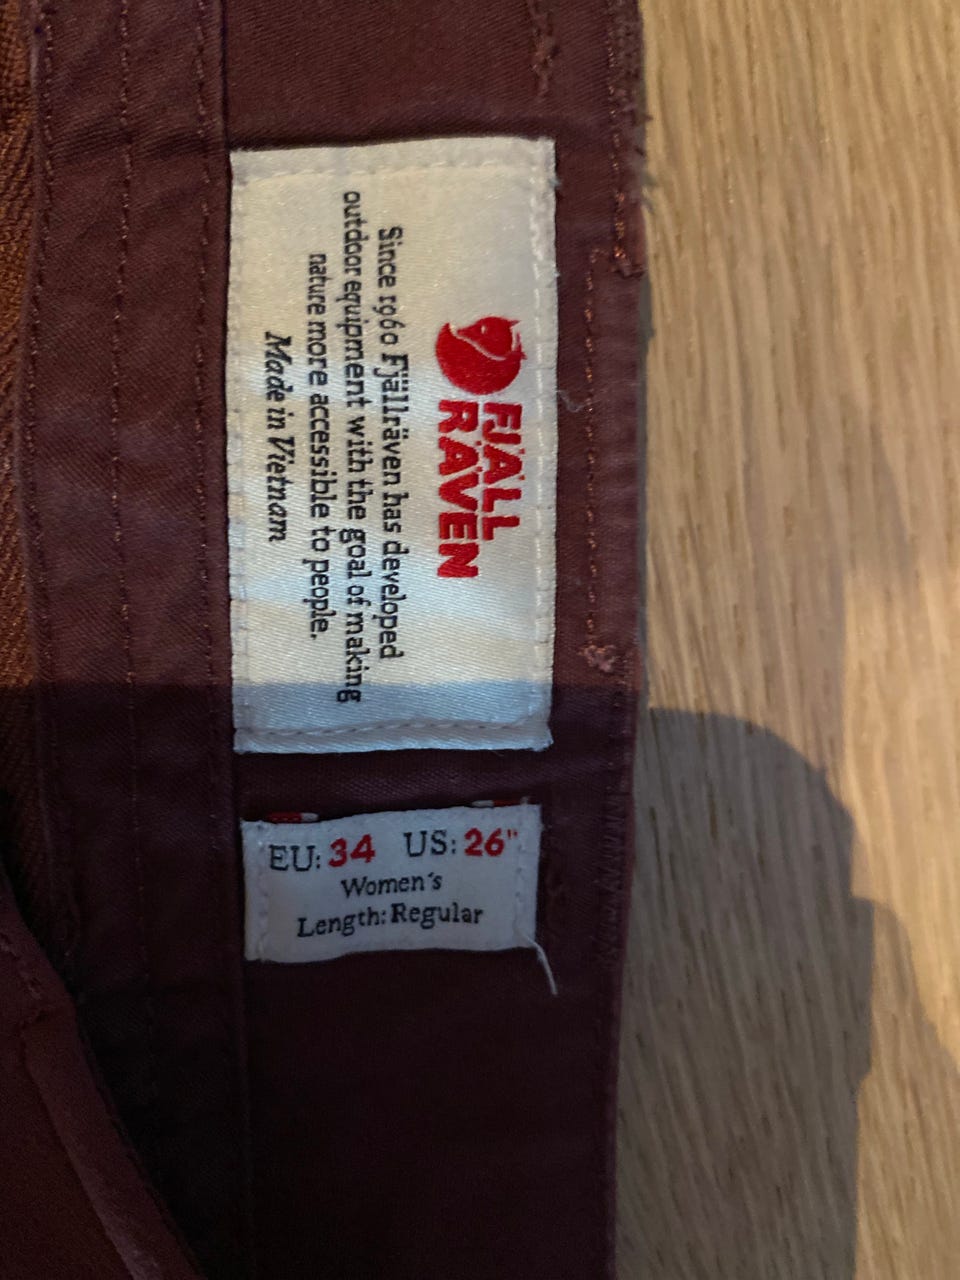 FJÄLL
RÄVEN
Since 1960 Fjällräven has developed
outdoor equipment with the goal of making
nature more accessible to people.
Made in Vietnam
EU: 34 US: 26"
Women's
Length: Regular